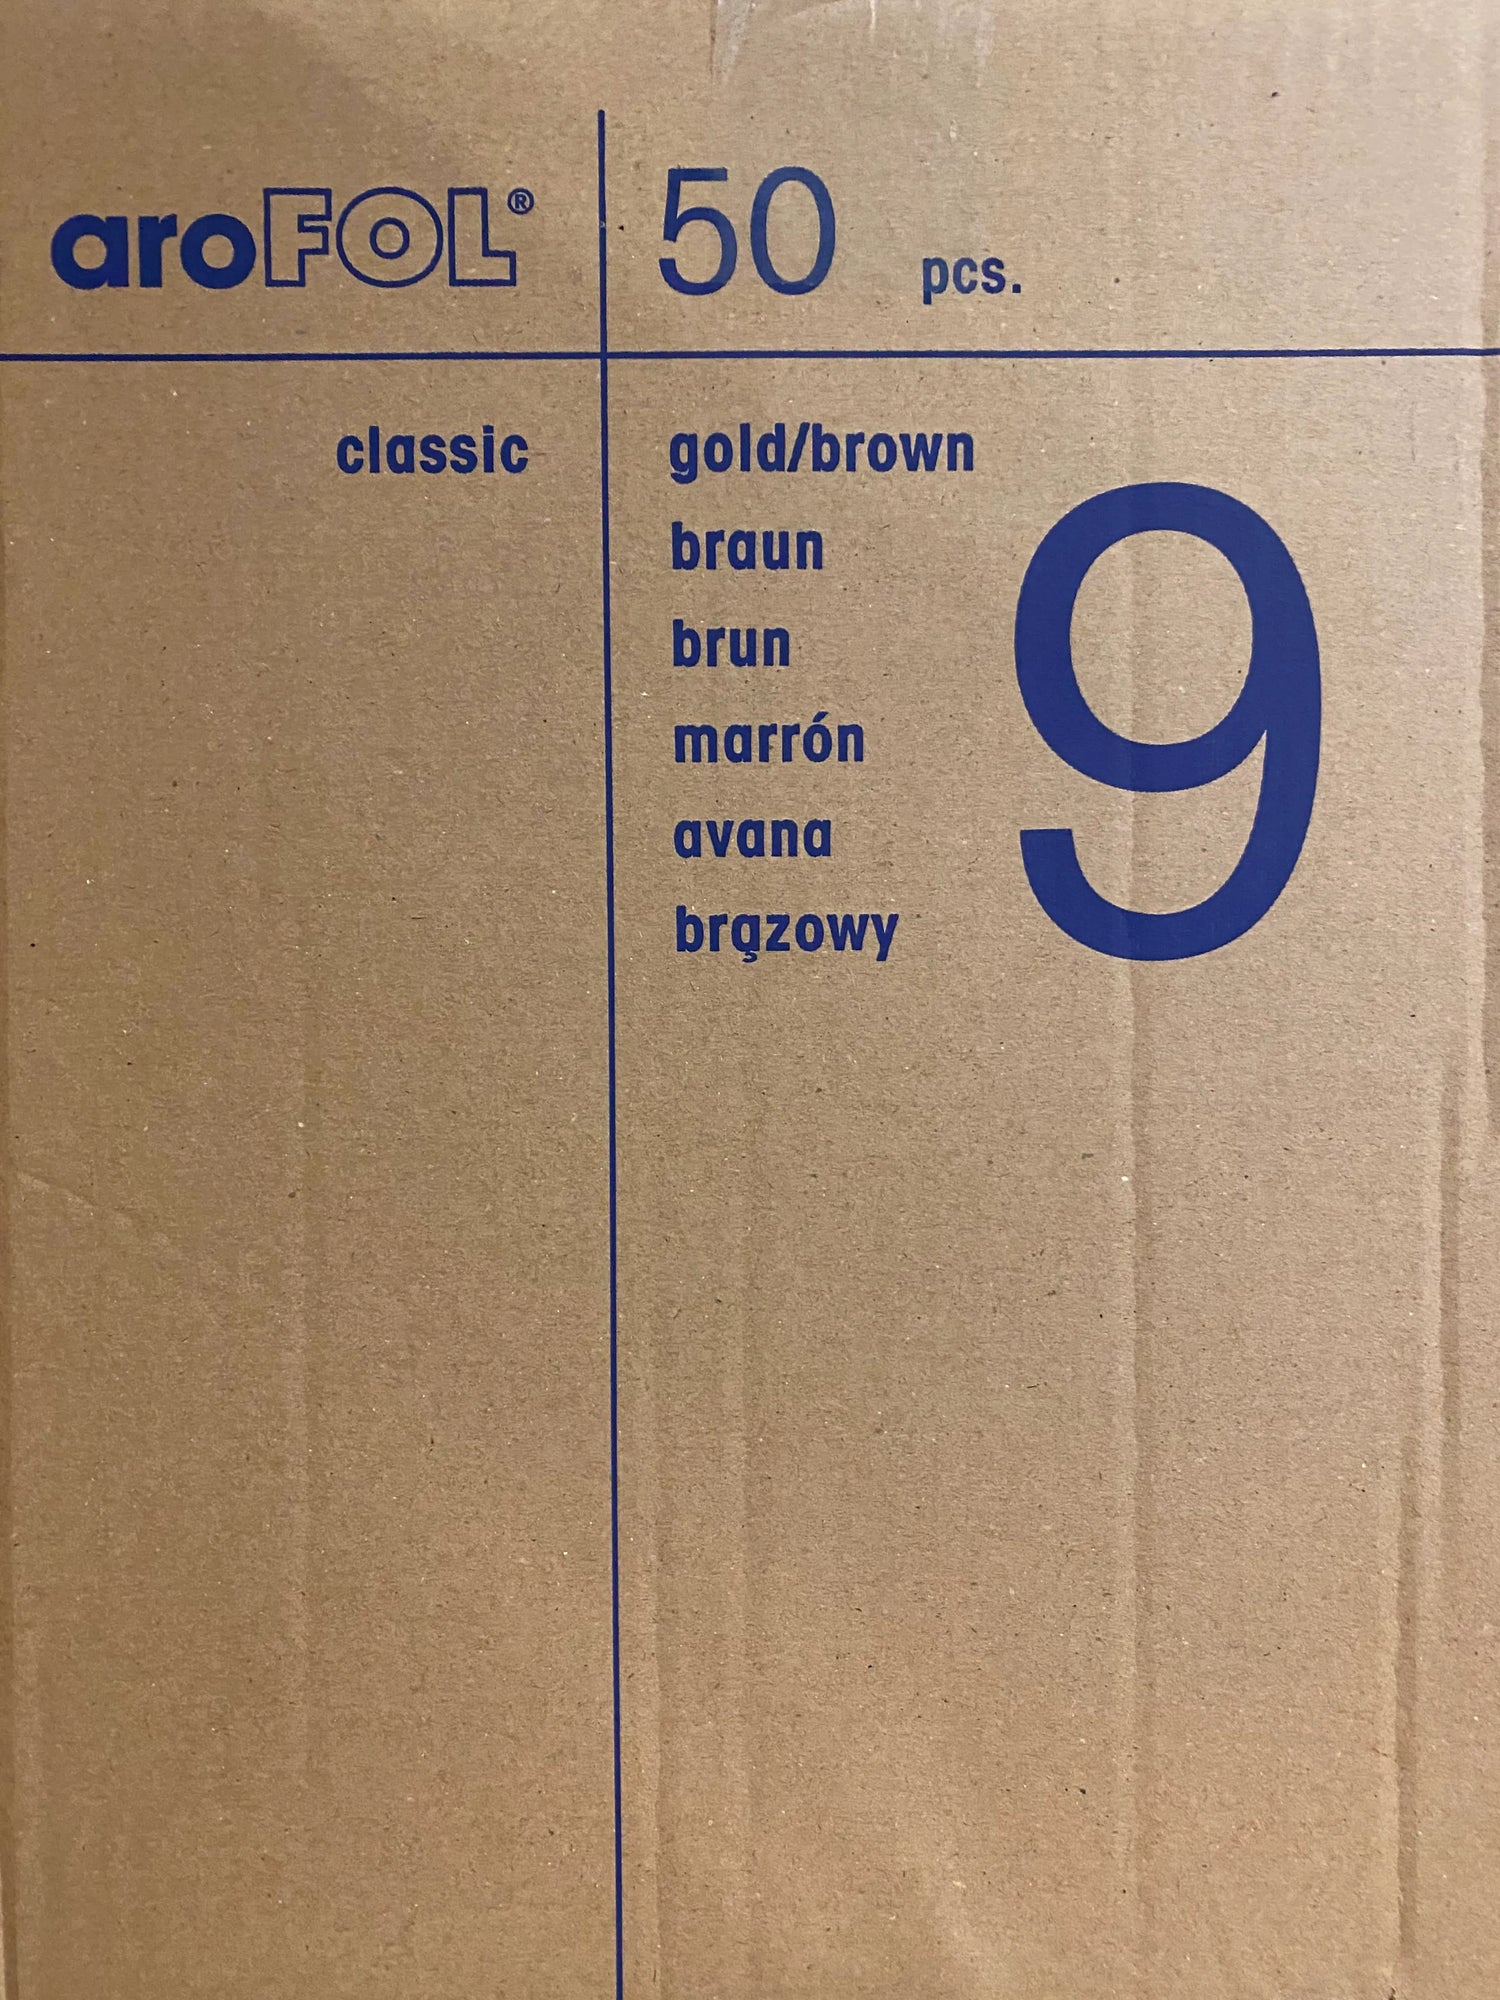 aroFOL®
50 pcs.
classic
gold/brown
braun
brun
marrón
avana
brązowy
9